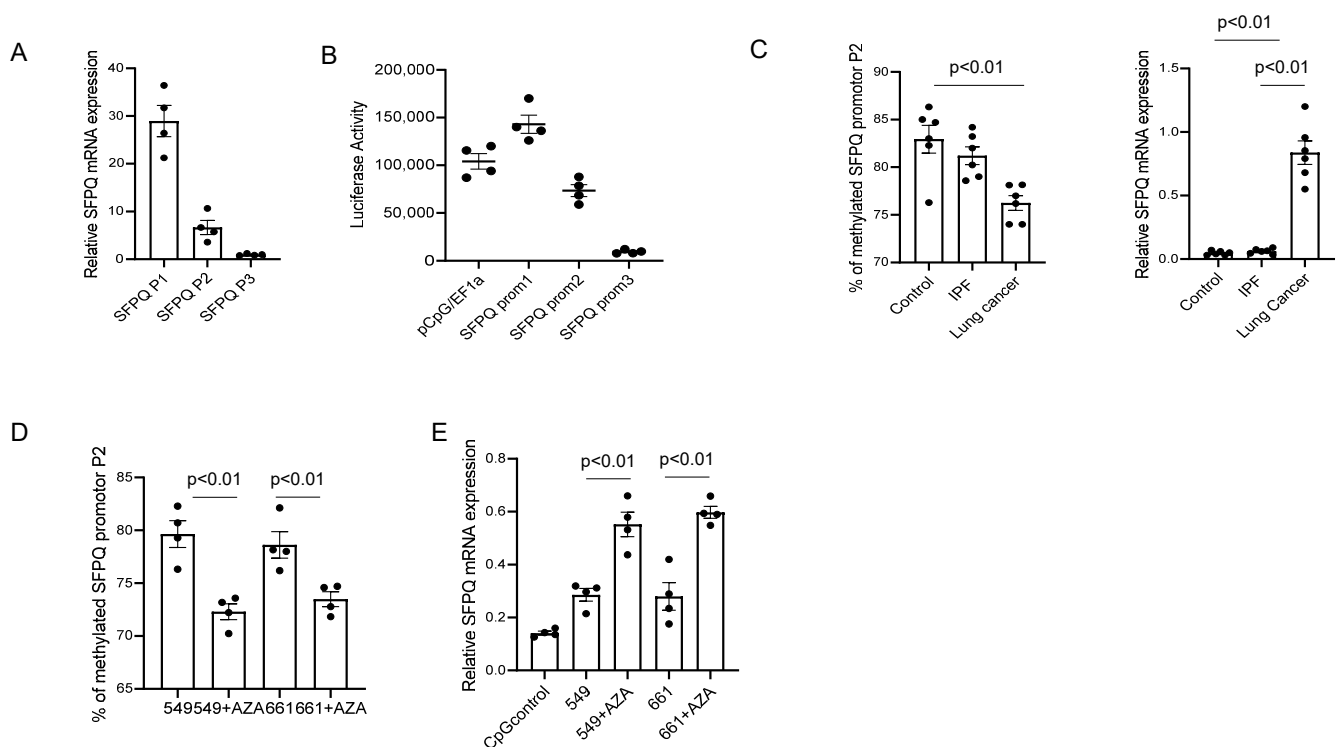 A
Relative SFPQ mRNA expression
40
30
20
10
0
SFPQ P1
SFPQ P2
SFPQ P3
B
Luciferase Activity
200,000
150,000
100,000
50,000
0
pCpG/EF1a
SFPQ prom1
SFPQ prom2
SFPQ prom3
C
% of methylated SFPQ promotor P2
p<0.01
90
85
80
75
70
Control
IPF
Lung cancer
Relative SFPQ mRNA expression
p<0.01
p<0.01
1.5
1.0
0.5
0.0
Control
IPF
Lung Cancer
D
% of methylated SFPQ promotor P2
p<0.01
p<0.01
85
80
75
70
65
549
549+AZA
661
661+AZA
E
Relative SFPQ mRNA expression
p<0.01
p<0.01
0.8
0.6
0.4
0.2
0.0
CpGcontrol
549
549+AZA
661
661+AZA